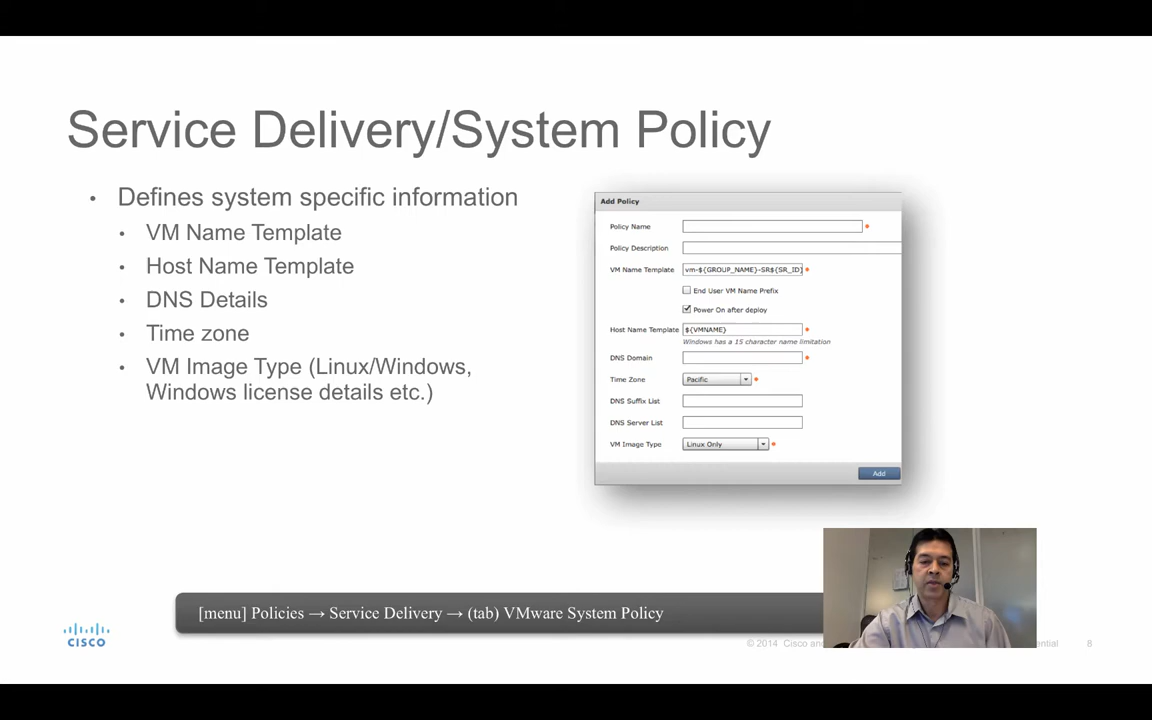 Service Delivery/System Policy
• Defines system specific information
• VM Name Template
• Host Name Template
• DNS Details
• Time zone
• VM Image Type (Linux/Windows,
Windows license details etc.)
Add Policy
Policy Name *
Policy Description
VM Name Template vm-${GROUP_NAME}-SR${SR_ID} *
End User VM Name Prefix
Power On after deploy
Host Name Template ${VMNAME} *
Windows has a 15 character name limitation
DNS Domain *
Time Zone Pacific *
DNS Suffix List
DNS Server List
VM Image Type Linux Only *
Add
[menu] Policies → Service Delivery → (tab) VMware System Policy
CISCO
© 2014 Cisco 8